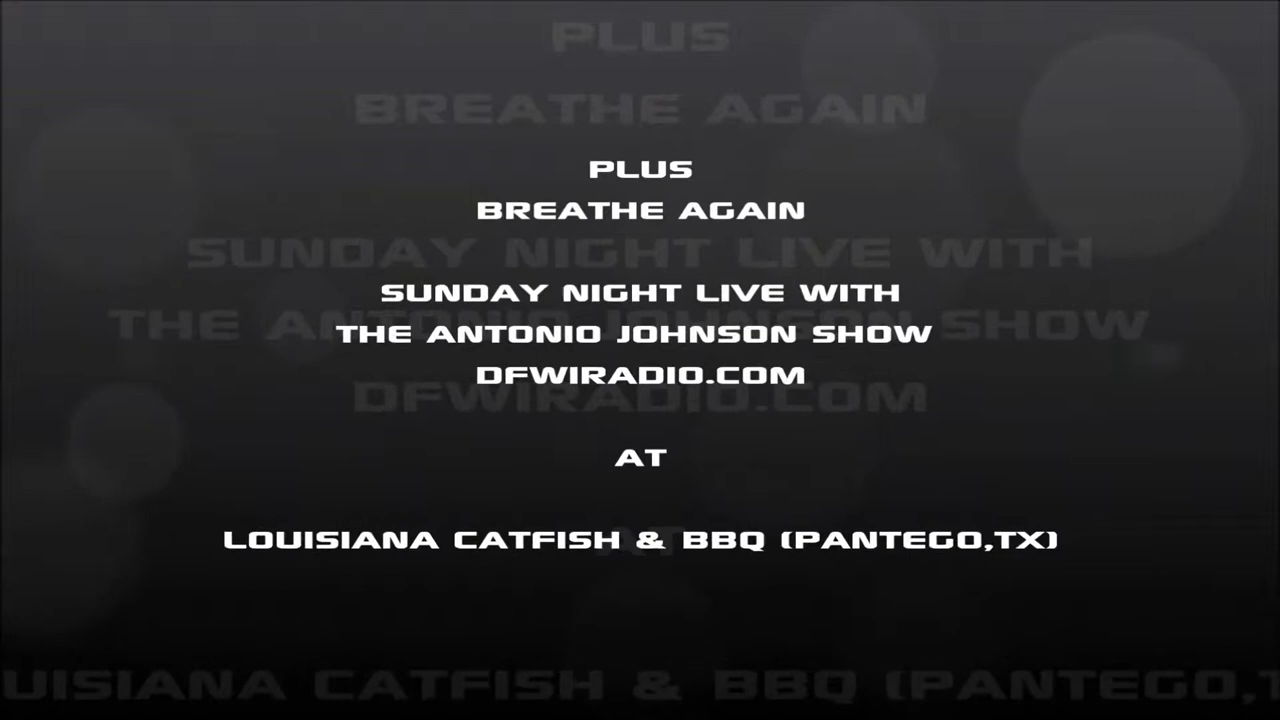 PLUS
BREATHE AGAIN
SUNDAY NIGHT LIVE WITH
THE ANTONIO JOHNSON SHOW
DFWIRADIO.COM
AT
LOUISIANA CATFISH & BBQ (PANTEGO,TX)